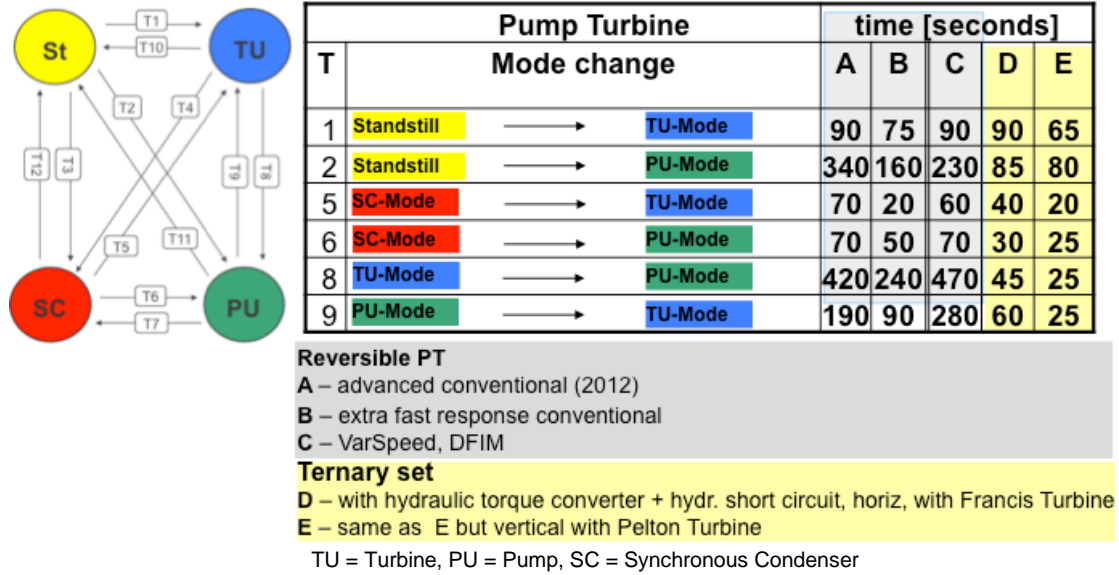 St
T1
T10
TU
T2
T4
T12
T3
T9
T8
T5
T11
SC
T6
T7
PU
Pump Turbine time [seconds]
T Mode change A B C D E
1 Standstill TU-Mode 90 75 90 90 65
2 Standstill PU-Mode 340 160 230 85 80
5 SC-Mode TU-Mode 70 20 60 40 20
6 SC-Mode PU-Mode 70 50 70 30 25
8 TU-Mode PU-Mode 420 240 470 45 25
9 PU-Mode TU-Mode 190 90 280 60 25
Reversible PT
A – advanced conventional (2012)
B – extra fast response conventional
C – VarSpeed, DFIM
Ternary set
D – with hydraulic torque converter + hydr. short circuit, horiz, with Francis Turbine
E – same as E but vertical with Pelton Turbine
TU = Turbine, PU = Pump, SC = Synchronous Condenser